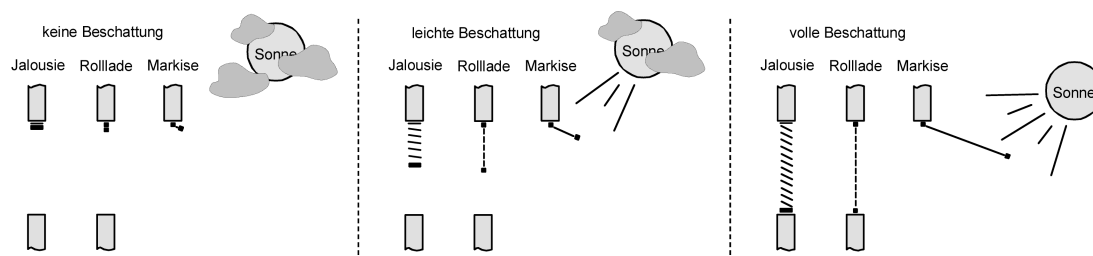 keine Beschattung
Sonne
Jalousie Rolllade Markise
leichte Beschattung
Sonne
Jalousie Rolllade Markise
volle Beschattung
Jalousie Rolllade Markise
Sonne